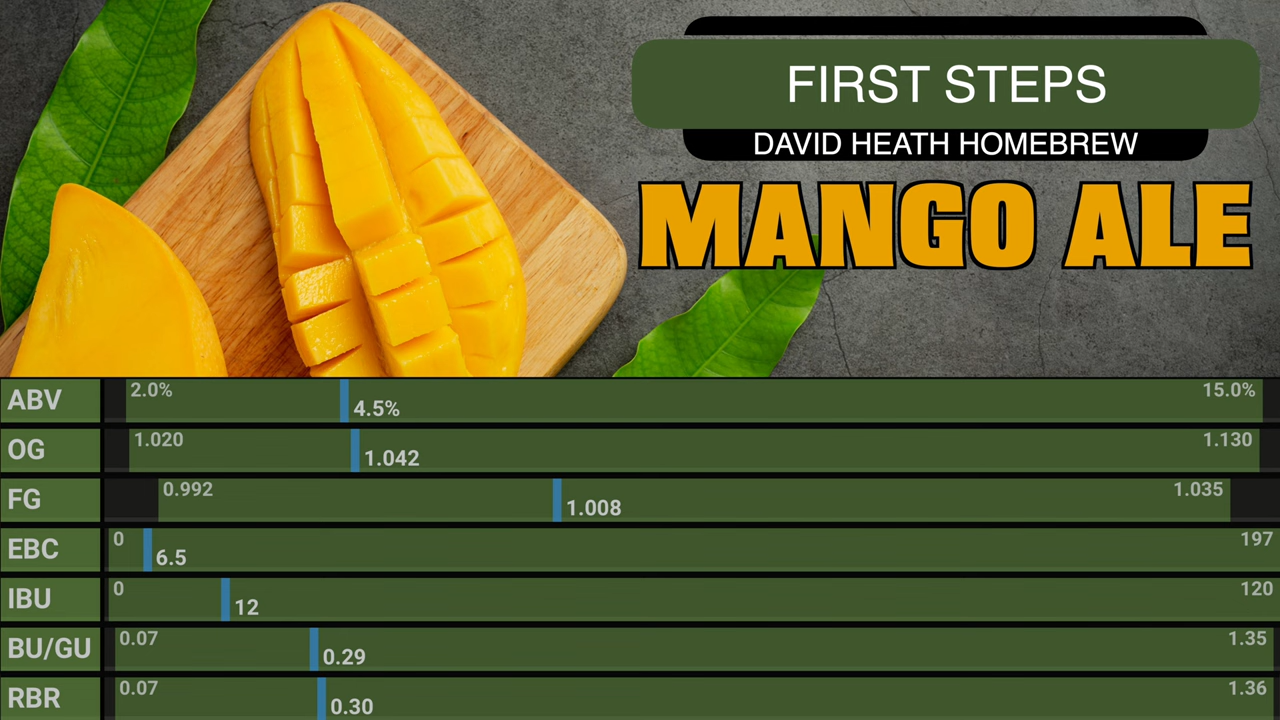 FIRST STEPS
DAVID HEATH HOMEBREW
MANGO ALE
ABV 2.0% 4.5% 15.0%
OG 1.020 1.042 1.130
FG 0.992 1.008 1.035
EBC 0 6.5 197
IBU 0 12 120
BU/GU 0.07 0.29 1.35
RBR 0.07 0.30 1.36